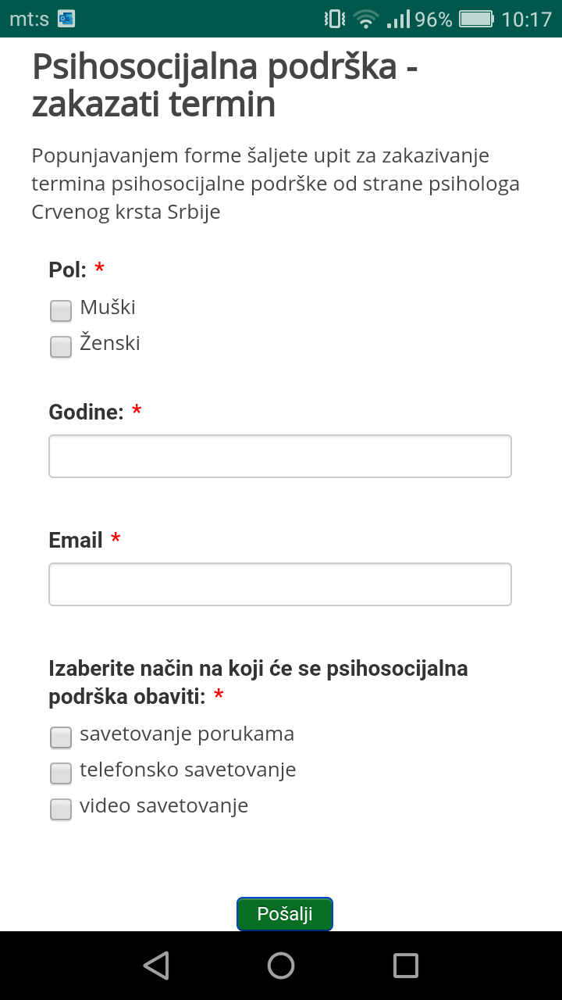 mt:s 96% 10:17
Psihosocijalna podrška -
zakazati termin
Popunjavanjem forme šaljete upit za zakazivanje
termina psihosocijalne podrške od strane psihologa
Crvenog krsta Srbije
Pol: *
Muški
Ženski
Godine: *
Email *
Izaberite način na koji će se psihosocijalna
podrška obaviti: *
savetovanje porukama
telefonsko savetovanje
video savetovanje
Pošalji